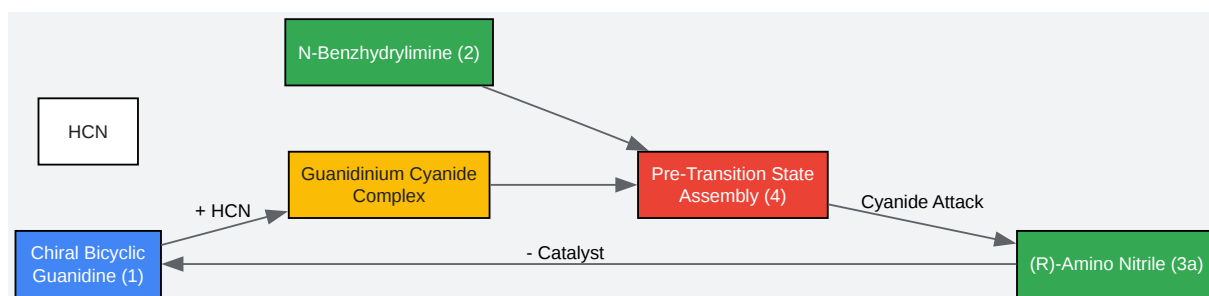 N-Benzhydrylimine (2)
HCN
Guanidinium Cyanide
Complex
Pre-Transition State
Assembly (4)
Cyanide Attack
+ HCN
Chiral Bicyclic
Guanidine (1)
- Catalyst
(R)-Amino Nitrile (3a)